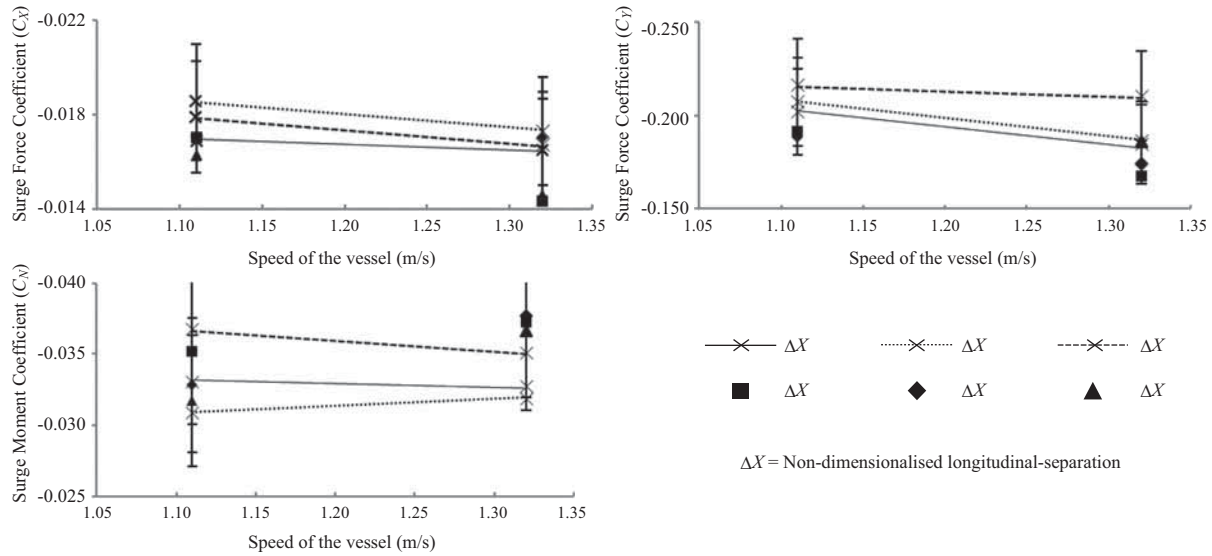 Surge Force Coefficient (C_X)
-0.022
-0.018
-0.014
1.05 1.10 1.15 1.20 1.25 1.30 1.35
Speed of the vessel (m/s)
Surge Force Coefficient (C_Y)
-0.250
-0.200
-0.150
1.05 1.10 1.15 1.20 1.25 1.30 1.35
Speed of the vessel (m/s)
Surge Moment Coefficient (C_N)
-0.040
-0.035
-0.030
-0.025
1.05 1.10 1.15 1.20 1.25 1.30 1.35
Speed of the vessel (m/s)
ΔX ΔX ΔX
ΔX ΔX ΔX
ΔX = Non-dimensionalised longitudinal-separation